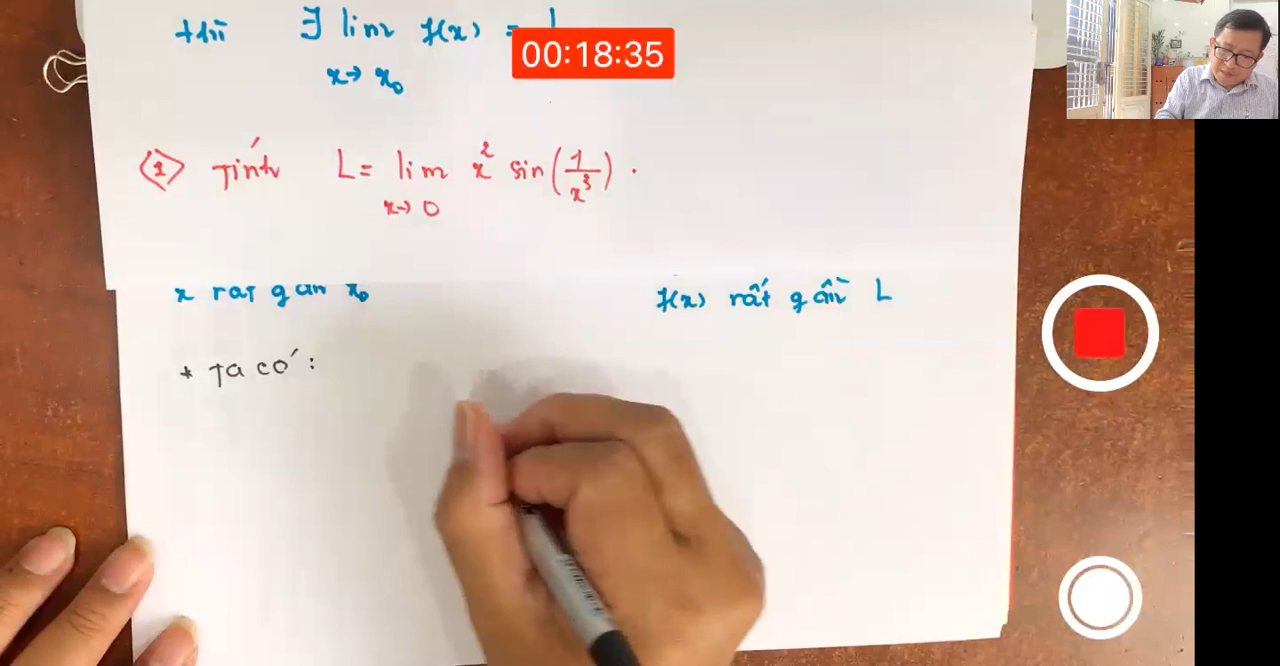 thì ∃ lim f(x) = L
x→x₀
00:18:35
① Tính L = lim x² sin(1/x³).
x→0
x rất gần x₀ f(x) rất gần L
* Ta có: